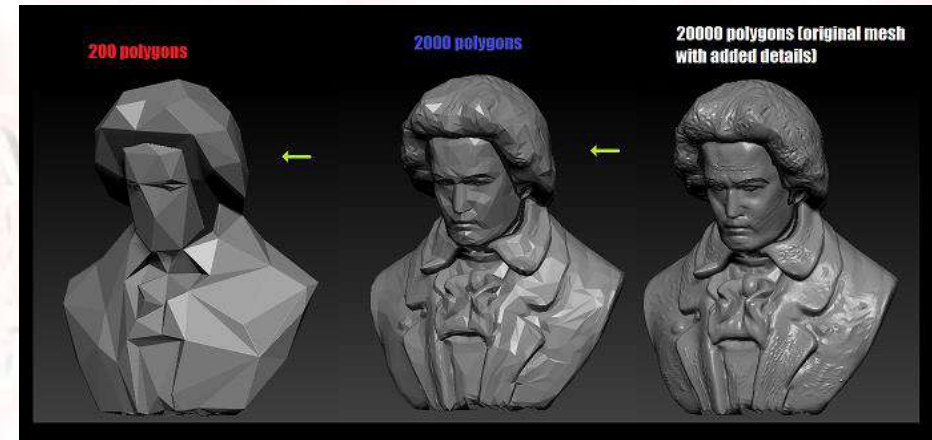 200 polygons
2000 polygons
20000 polygons (original mesh
with added details)